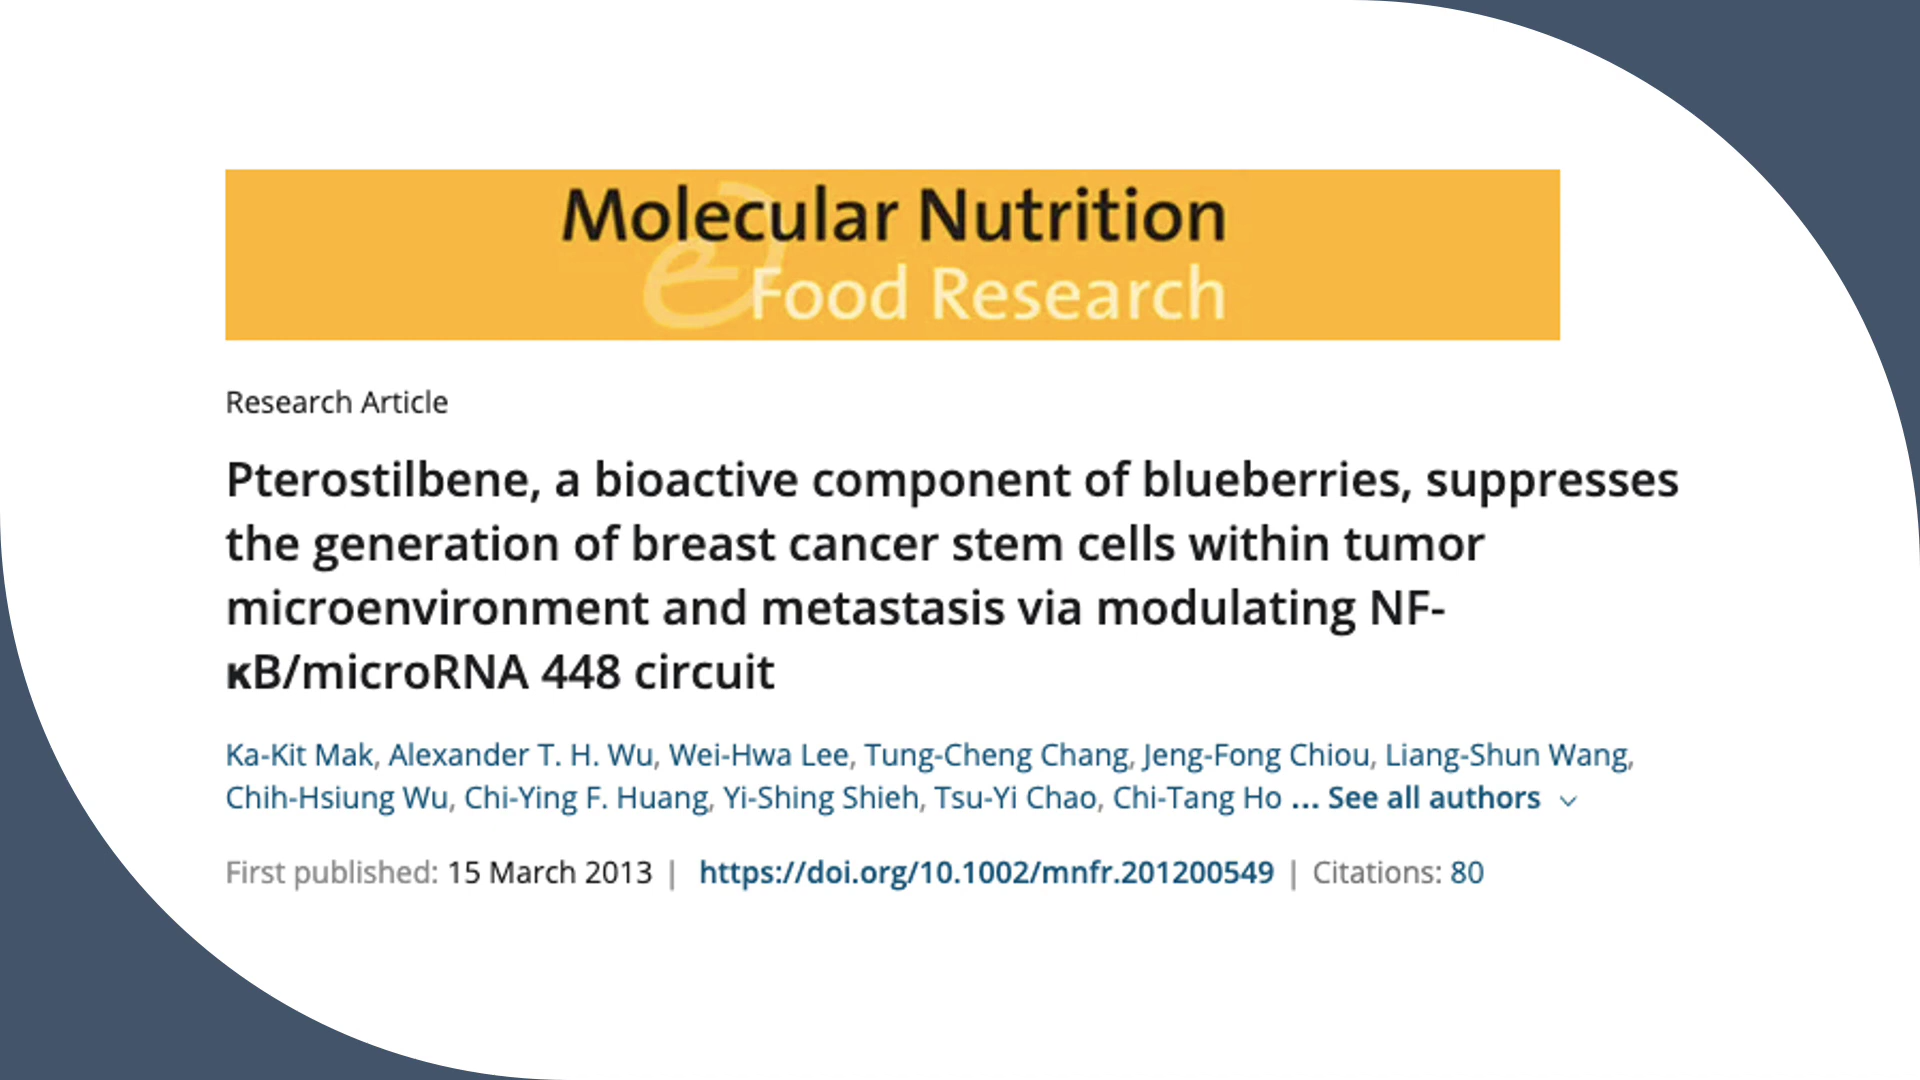 Molecular Nutrition
Food Research
Research Article
Pterostilbene, a bioactive component of blueberries, suppresses
the generation of breast cancer stem cells within tumor
microenvironment and metastasis via modulating NF-
κB/microRNA 448 circuit
Ka-Kit Mak, Alexander T. H. Wu, Wei-Hwa Lee, Tung-Cheng Chang, Jeng-Fong Chiou, Liang-Shun Wang,
Chih-Hsiung Wu, Chi-Ying F. Huang, Yi-Shing Shieh, Tsu-Yi Chao, Chi-Tang Ho ... See all authors
First published: 15 March 2013 | https://doi.org/10.1002/mnfr.201200549 | Citations: 80